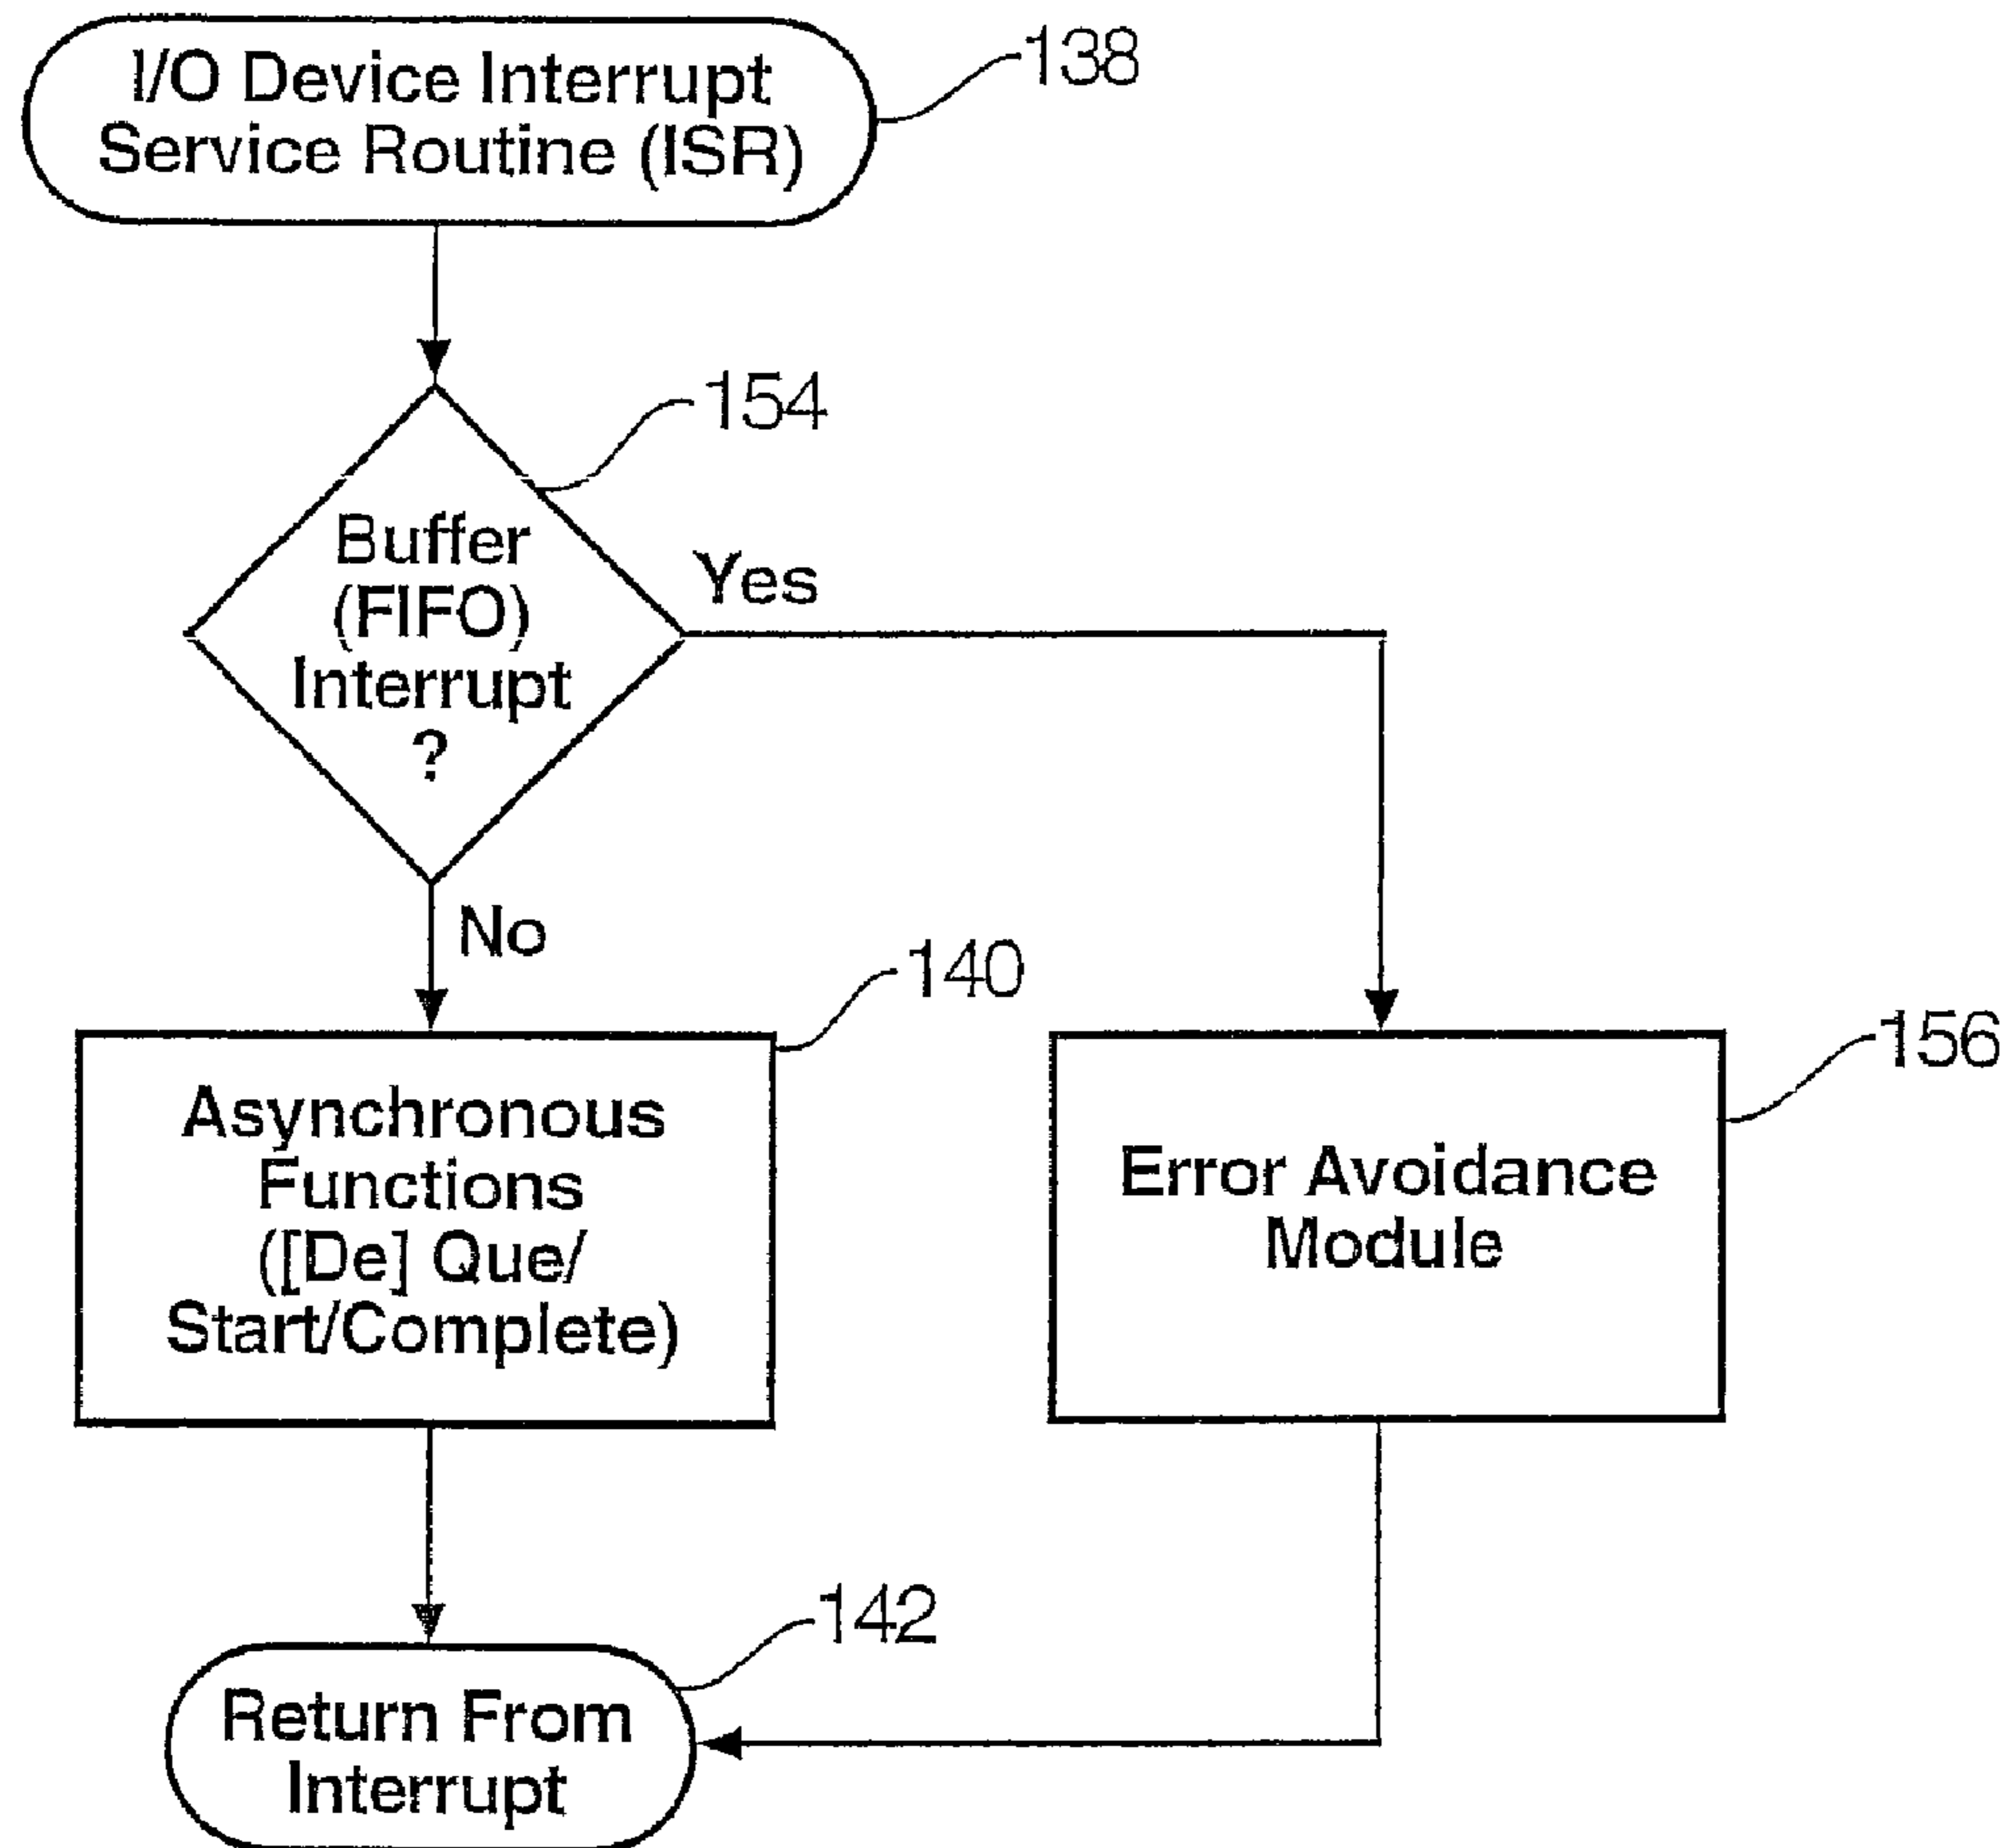 I/O Device Interrupt
Service Routine (ISR)
138
154
Buffer
(FIFO)
Interrupt
?
Yes
No
140
Asynchronous
Functions
([De] Que/
Start/Complete)
156
Error Avoidance
Module
142
Return From
Interrupt